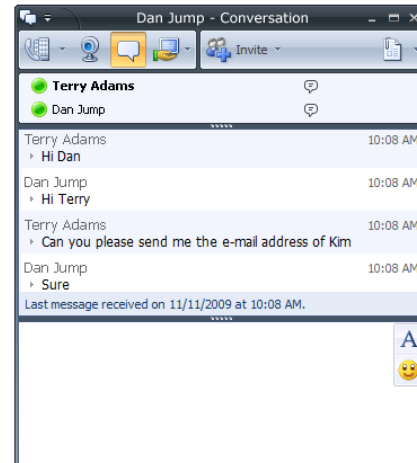 Dan Jump - Conversation
Invite
Terry Adams
Dan Jump
Terry Adams 10:08 AM
Hi Dan
Dan Jump 10:08 AM
Hi Terry
Terry Adams 10:08 AM
Can you please send me the e-mail address of Kim
Dan Jump 10:08 AM
Sure
Last message received on 11/11/2009 at 10:08 AM.
A